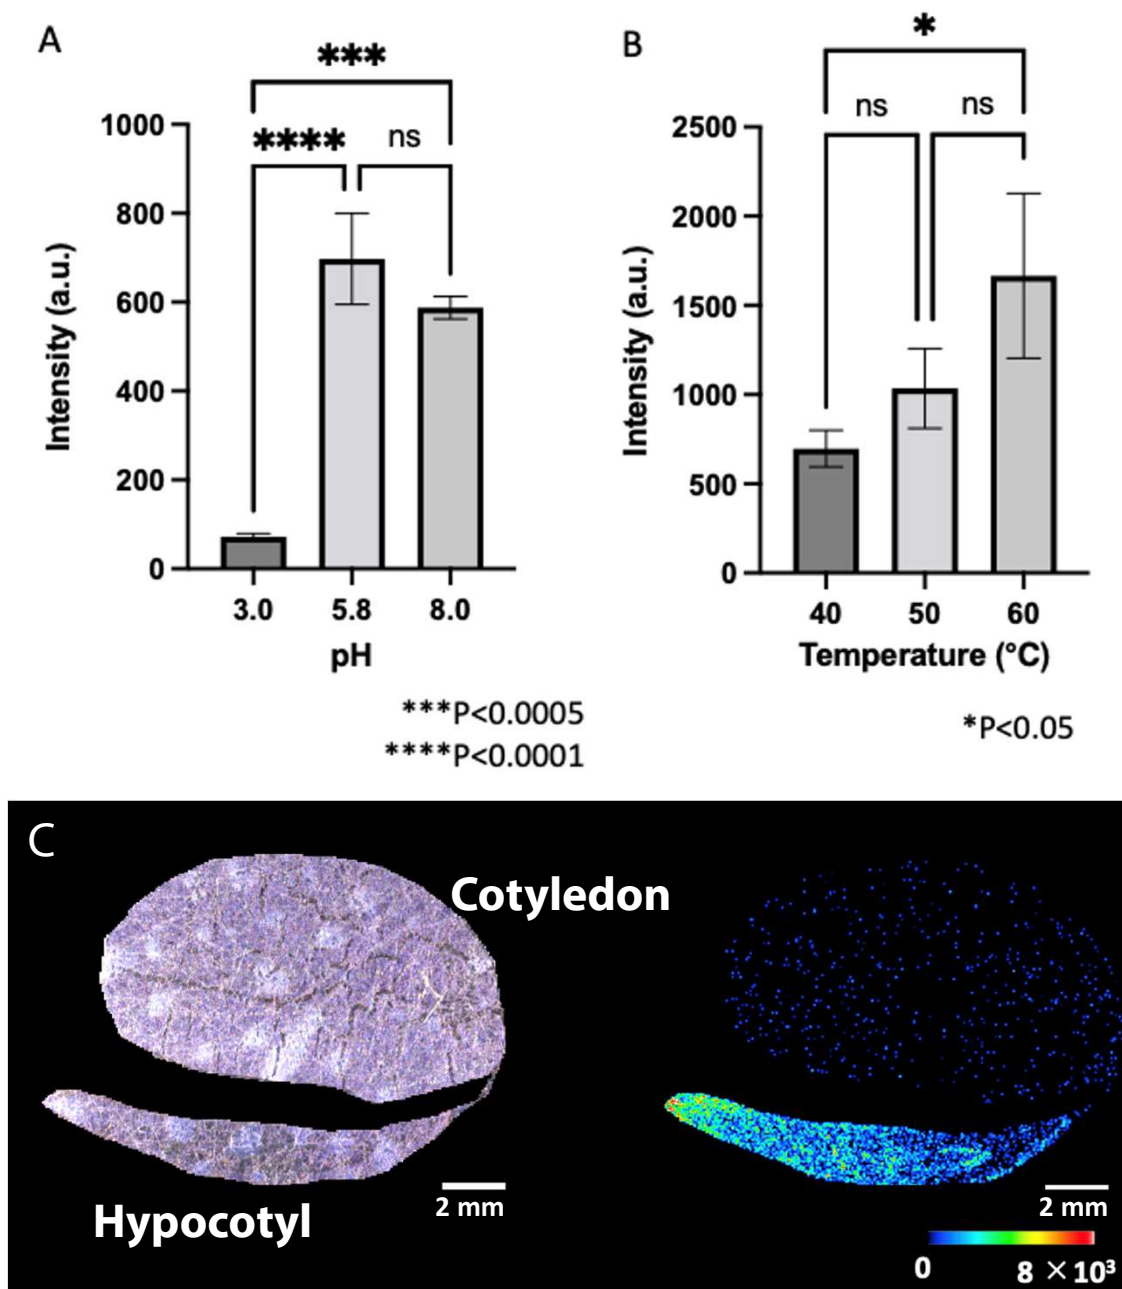 A
***
****
ns
1000
800
600
400
200
0
Intensity (a.u.)
3.0 5.8 8.0
pH
***P<0.0005
****P<0.0001
B
*
ns ns
2500
2000
1500
1000
500
0
Intensity (a.u.)
40 50 60
Temperature (°C)
*P<0.05
C
Cotyledon
Hypocotyl
2 mm
2 mm
0 8 ×10³